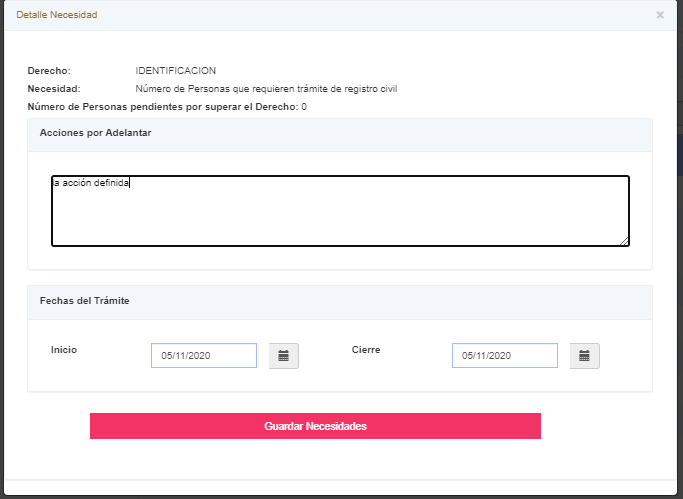 Detalle Necesidad ×
Derecho: IDENTIFICACION
Necesidad: Número de Personas que requieren trámite de registro civil
Número de Personas pendientes por superar el Derecho: 0
Acciones por Adelantar
la acción definida
Fechas del Trámite
Inicio 05/11/2020 Cierre 05/11/2020
Guardar Necesidades